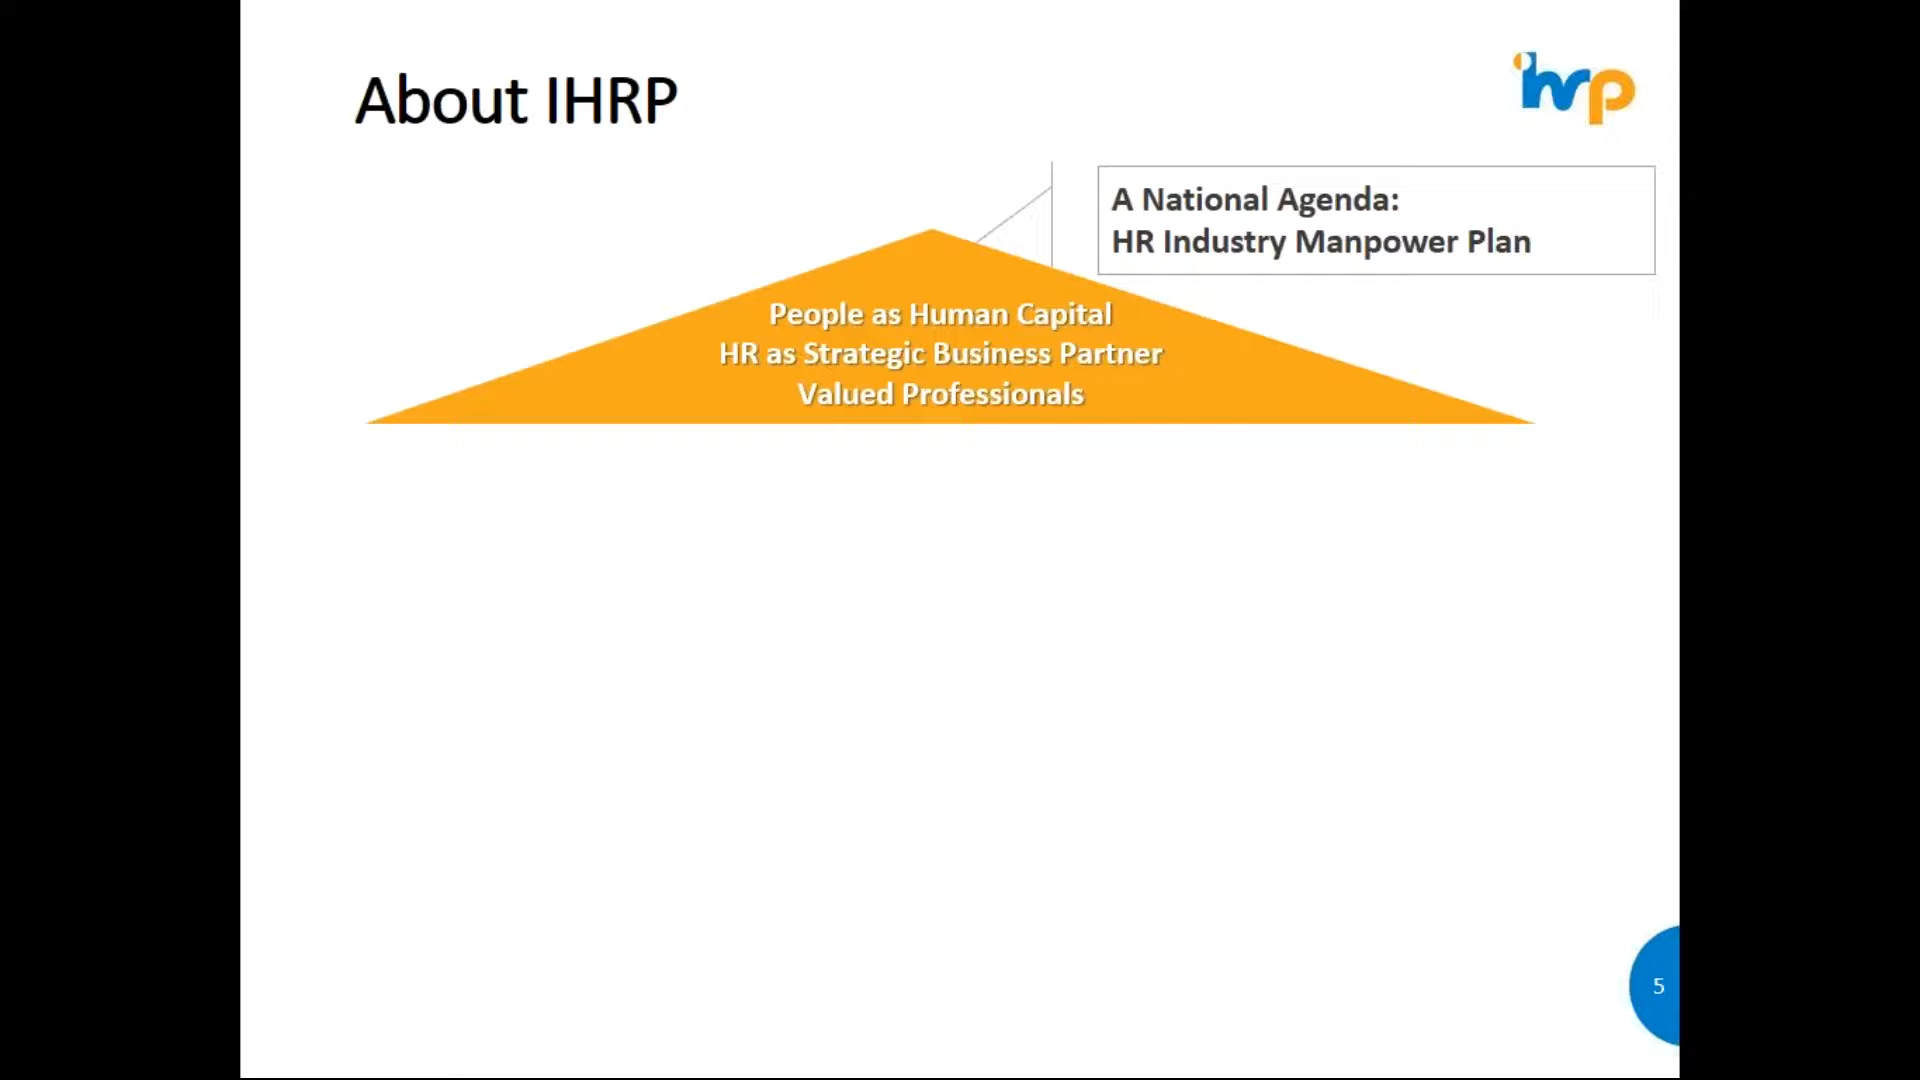 About IHRP
ihrp
A National Agenda:
HR Industry Manpower Plan
People as Human Capital
HR as Strategic Business Partner
Valued Professionals
5